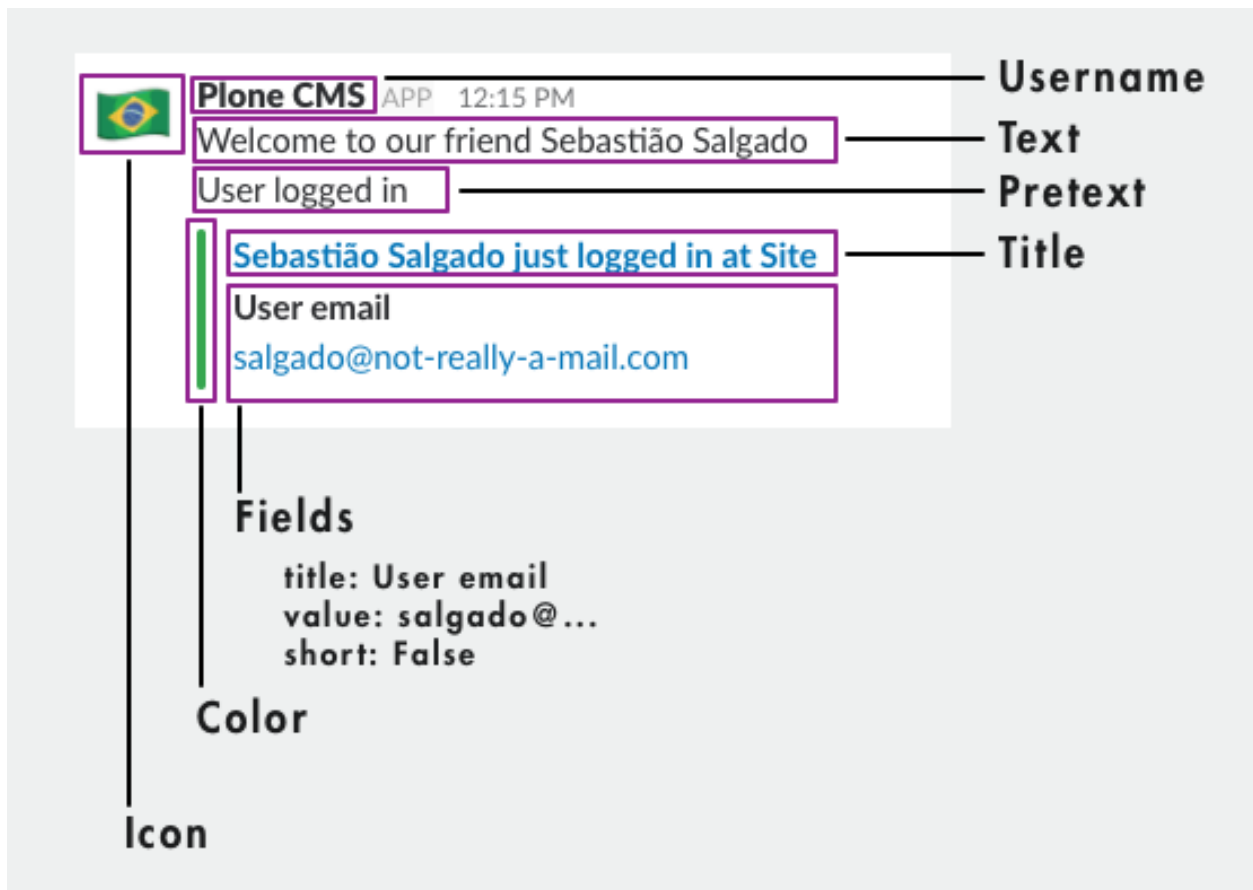 Plone CMS APP 12:15 PM
Username
Welcome to our friend Sebastião Salgado
Text
User logged in
Pretext
Sebastião Salgado just logged in at Site
Title
User email
salgado@not-really-a-mail.com
Fields
title: User email
value: salgado@...
short: False
Color
Icon